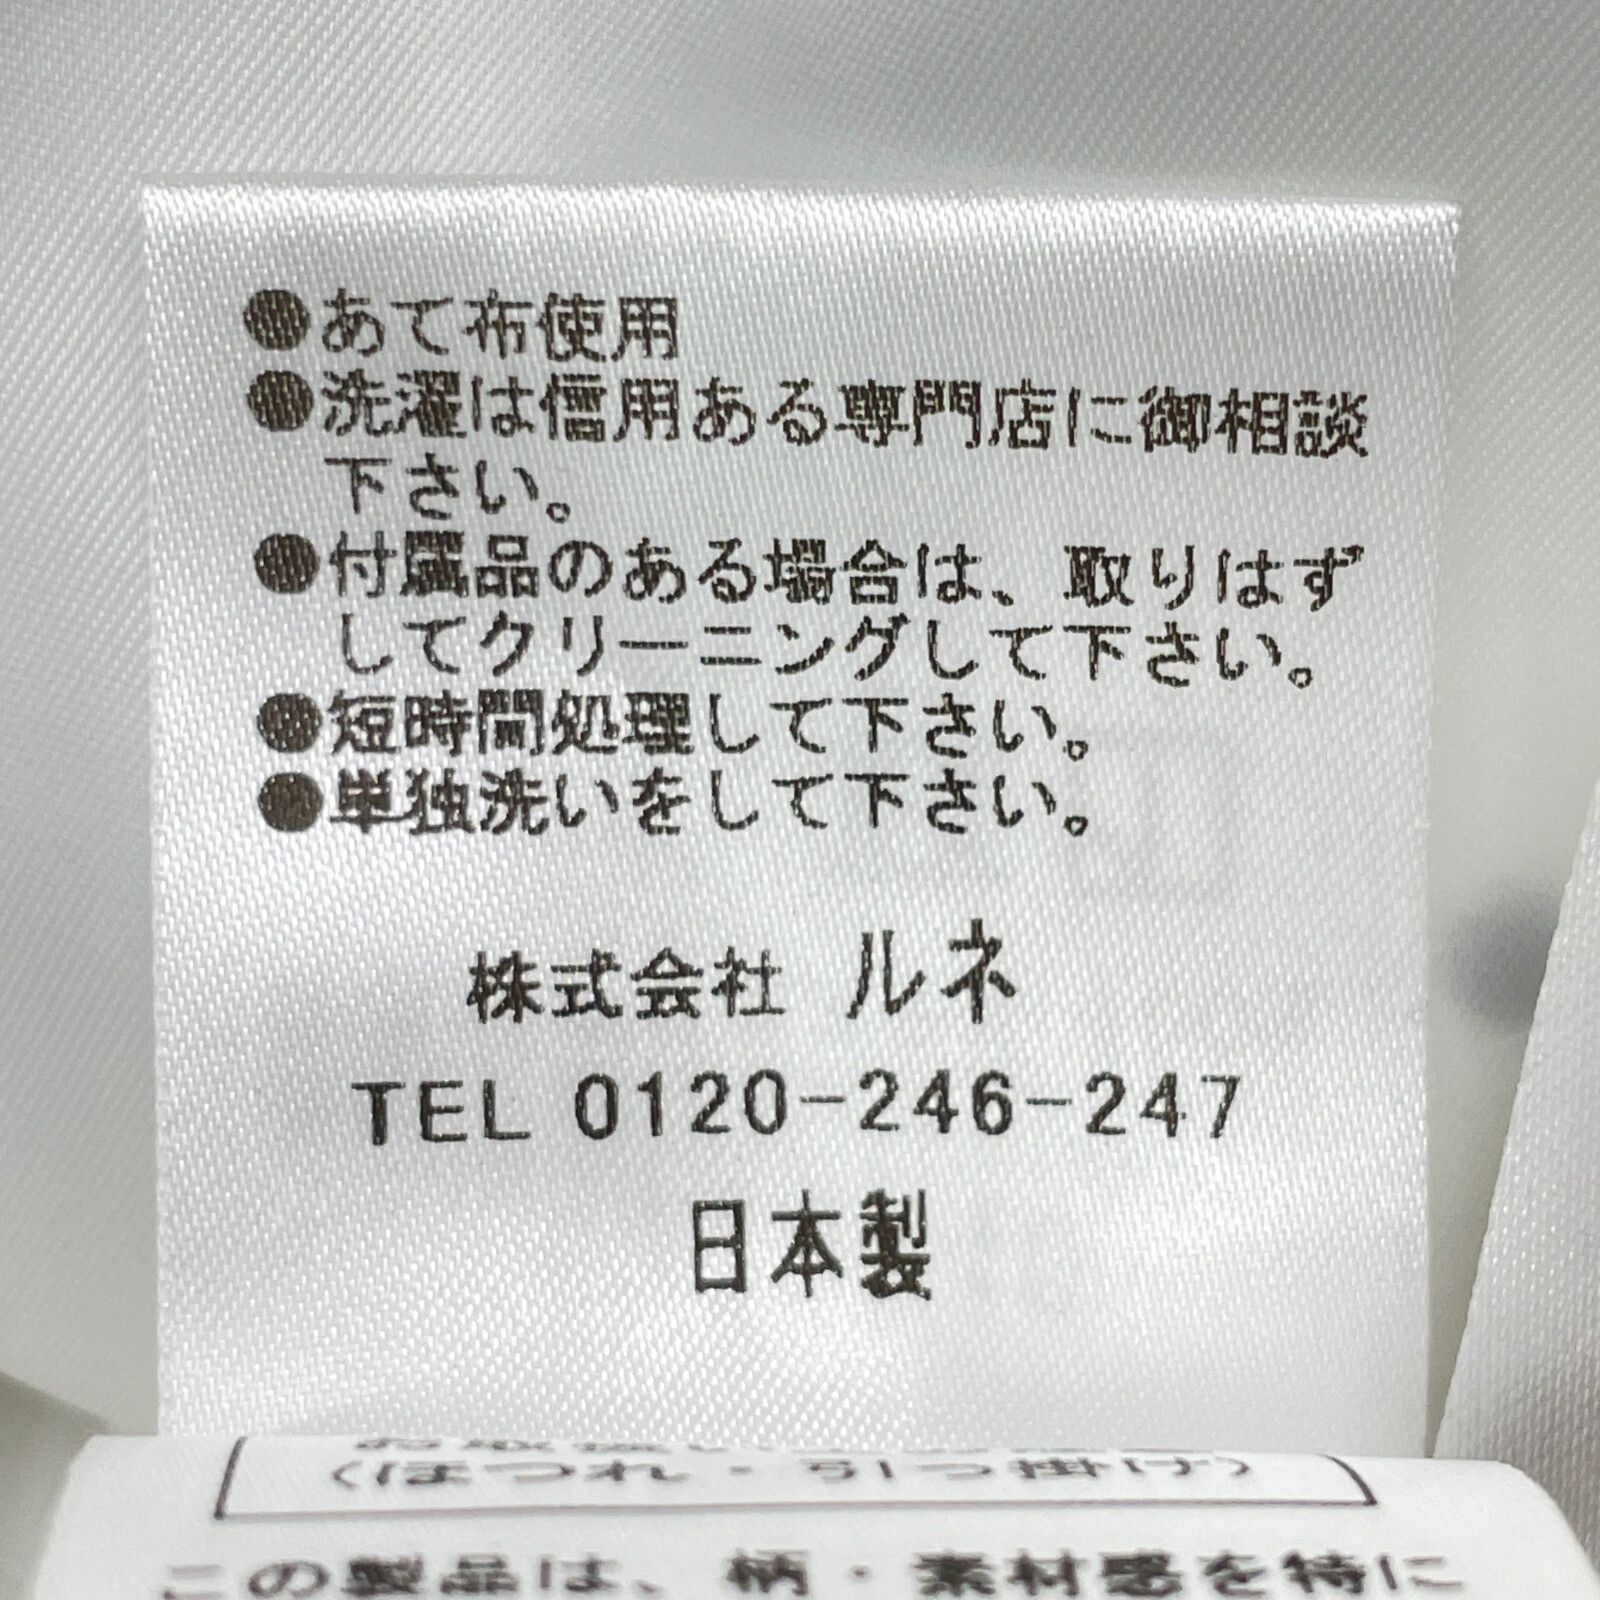 ●あて布使用
●洗濯は信用ある専門店に御相談
下さい。
●付属品のある場合は、取りはず
してクリーニングして下さい。
●短時間処理して下さい。
●単独洗いをして下さい。
株式会社 ルネ
TEL 0120-246-247
日本製
(ほつれ・引っ掛け)
この製品は、柄・素材感を特に